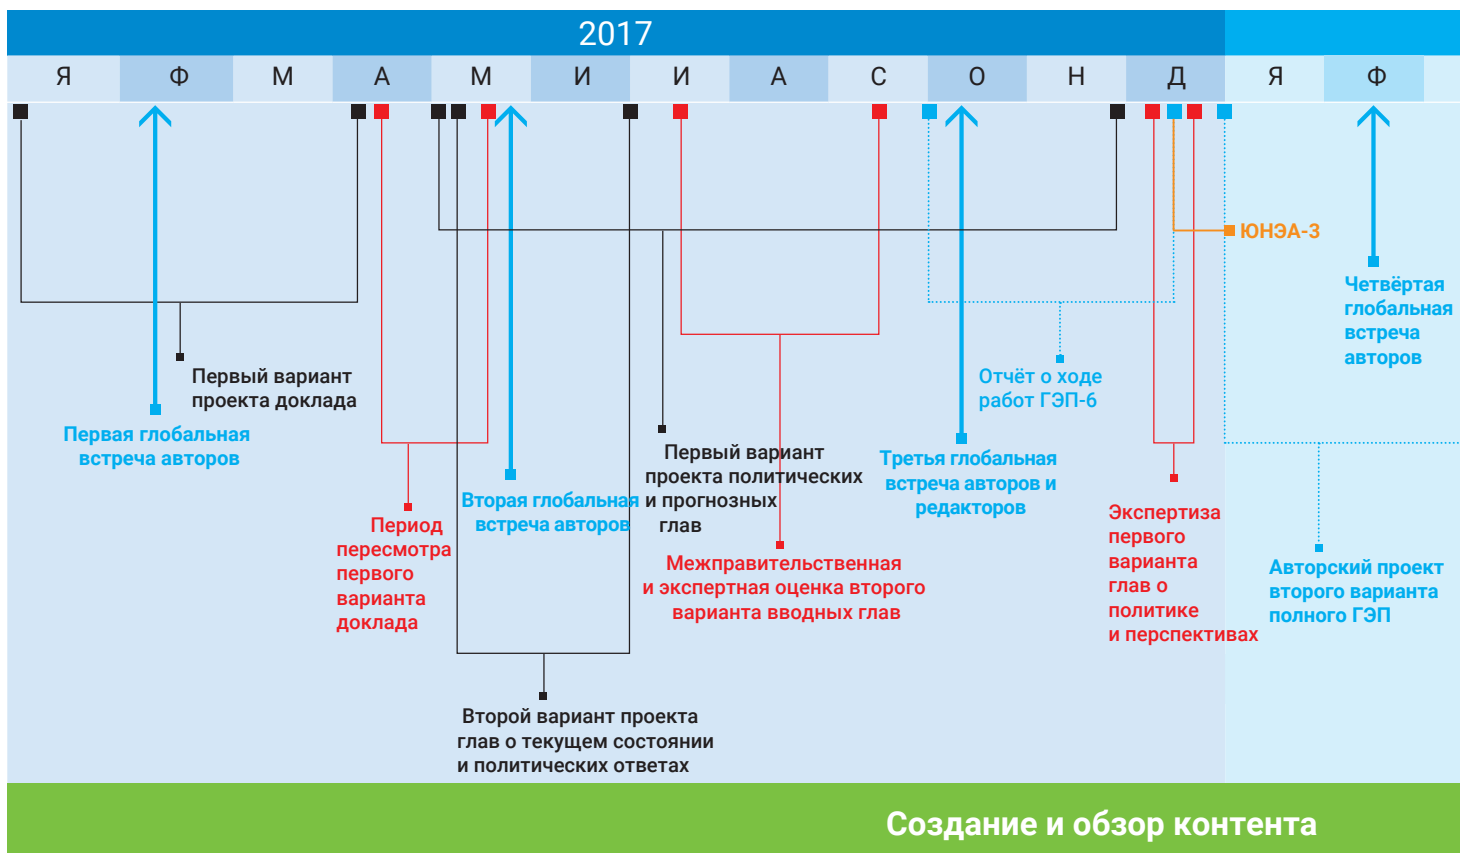 2017
Я Ф М А М И И А С О Н Д Я Ф
ЮНЭА-3
Четвёртая
глобальная
встреча
авторов
Первый вариант
проекта доклада
Отчёт о ходе
работ ГЭП-6
Первая глобальная
встреча авторов
Первый вариант
проекта политических
и прогнозных
глав
Третья глобальная
встреча авторов и
редакторов
Вторая глобальная
встреча авторов
Период
пересмотра
первого
варианта
доклада
Экспертиза
первого
варианта
глав о
политике
и перспективах
Межправительственная
и экспертная оценка второго
варианта вводных глав
Авторский проект
второго варианта
полного ГЭП
Второй вариант проекта
глав о текущем состоянии
и политических ответах
Создание и обзор контента